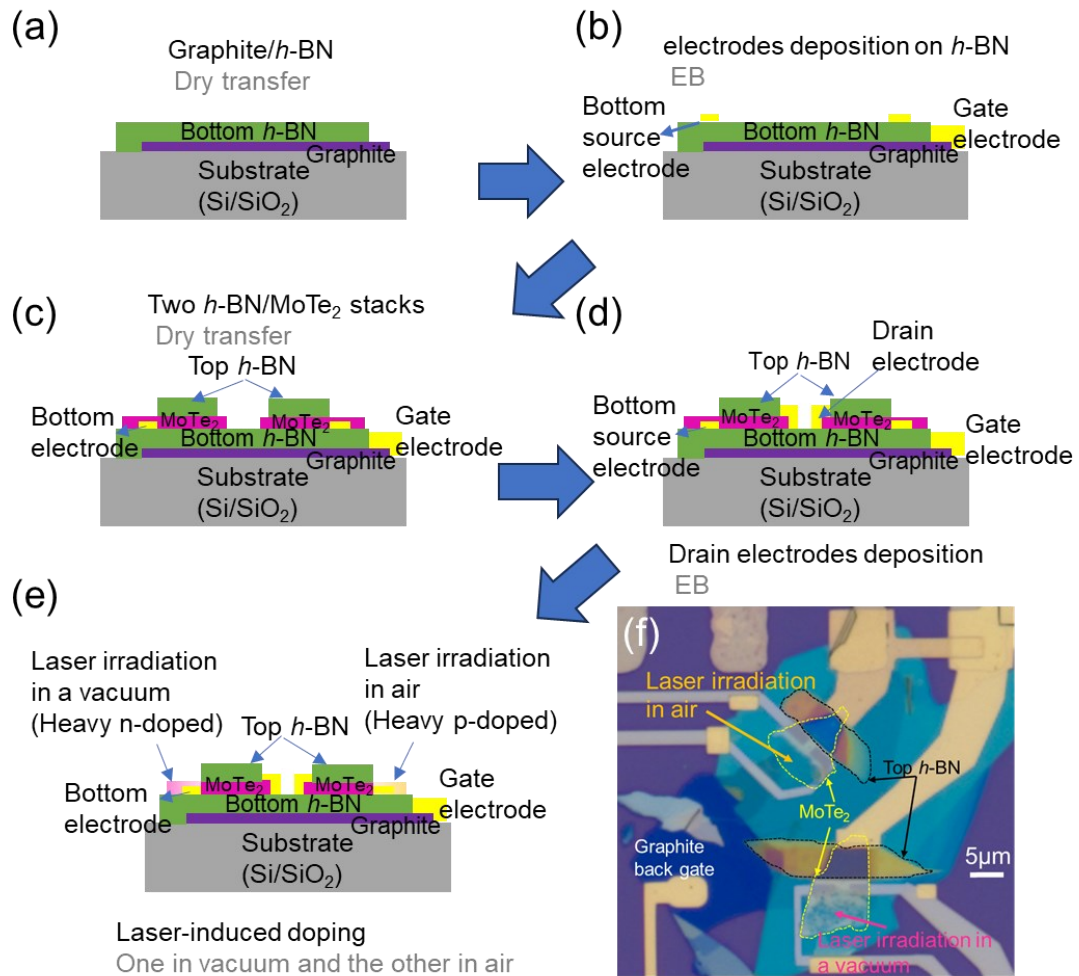 (a)
Graphite/h-BN
Dry transfer
Bottom h-BN
Graphite
Substrate
(Si/SiO₂)
(b)
electrodes deposition on h-BN
EB
Bottom
source
electrode
Gate
electrode
Bottom h-BN
Graphite
Substrate
(Si/SiO₂)
(c)
Two h-BN/MoTe₂ stacks
Dry transfer
Top h-BN
MoTe₂
MoTe₂
Bottom
electrode
Gate
electrode
Bottom h-BN
Graphite
Substrate
(Si/SiO₂)
(d)
Drain
electrode
Top h-BN
MoTe₂
MoTe₂
Bottom
source
electrode
Gate
electrode
Bottom h-BN
Graphite
Substrate
(Si/SiO₂)
Drain electrodes deposition
EB
(e)
Laser irradiation
in a vacuum
(Heavy n-doped)
Laser irradiation
in air
(Heavy p-doped)
Top h-BN
MoTe₂
MoTe₂
Bottom
electrode
Gate
electrode
Bottom h-BN
Graphite
Substrate
(Si/SiO₂)
Laser-induced doping
One in vacuum and the other in air
(f)
Laser irradiation
in air
Top h-BN
MoTe₂
Graphite
back gate
5μm
Laser irradiation in
a vacuum